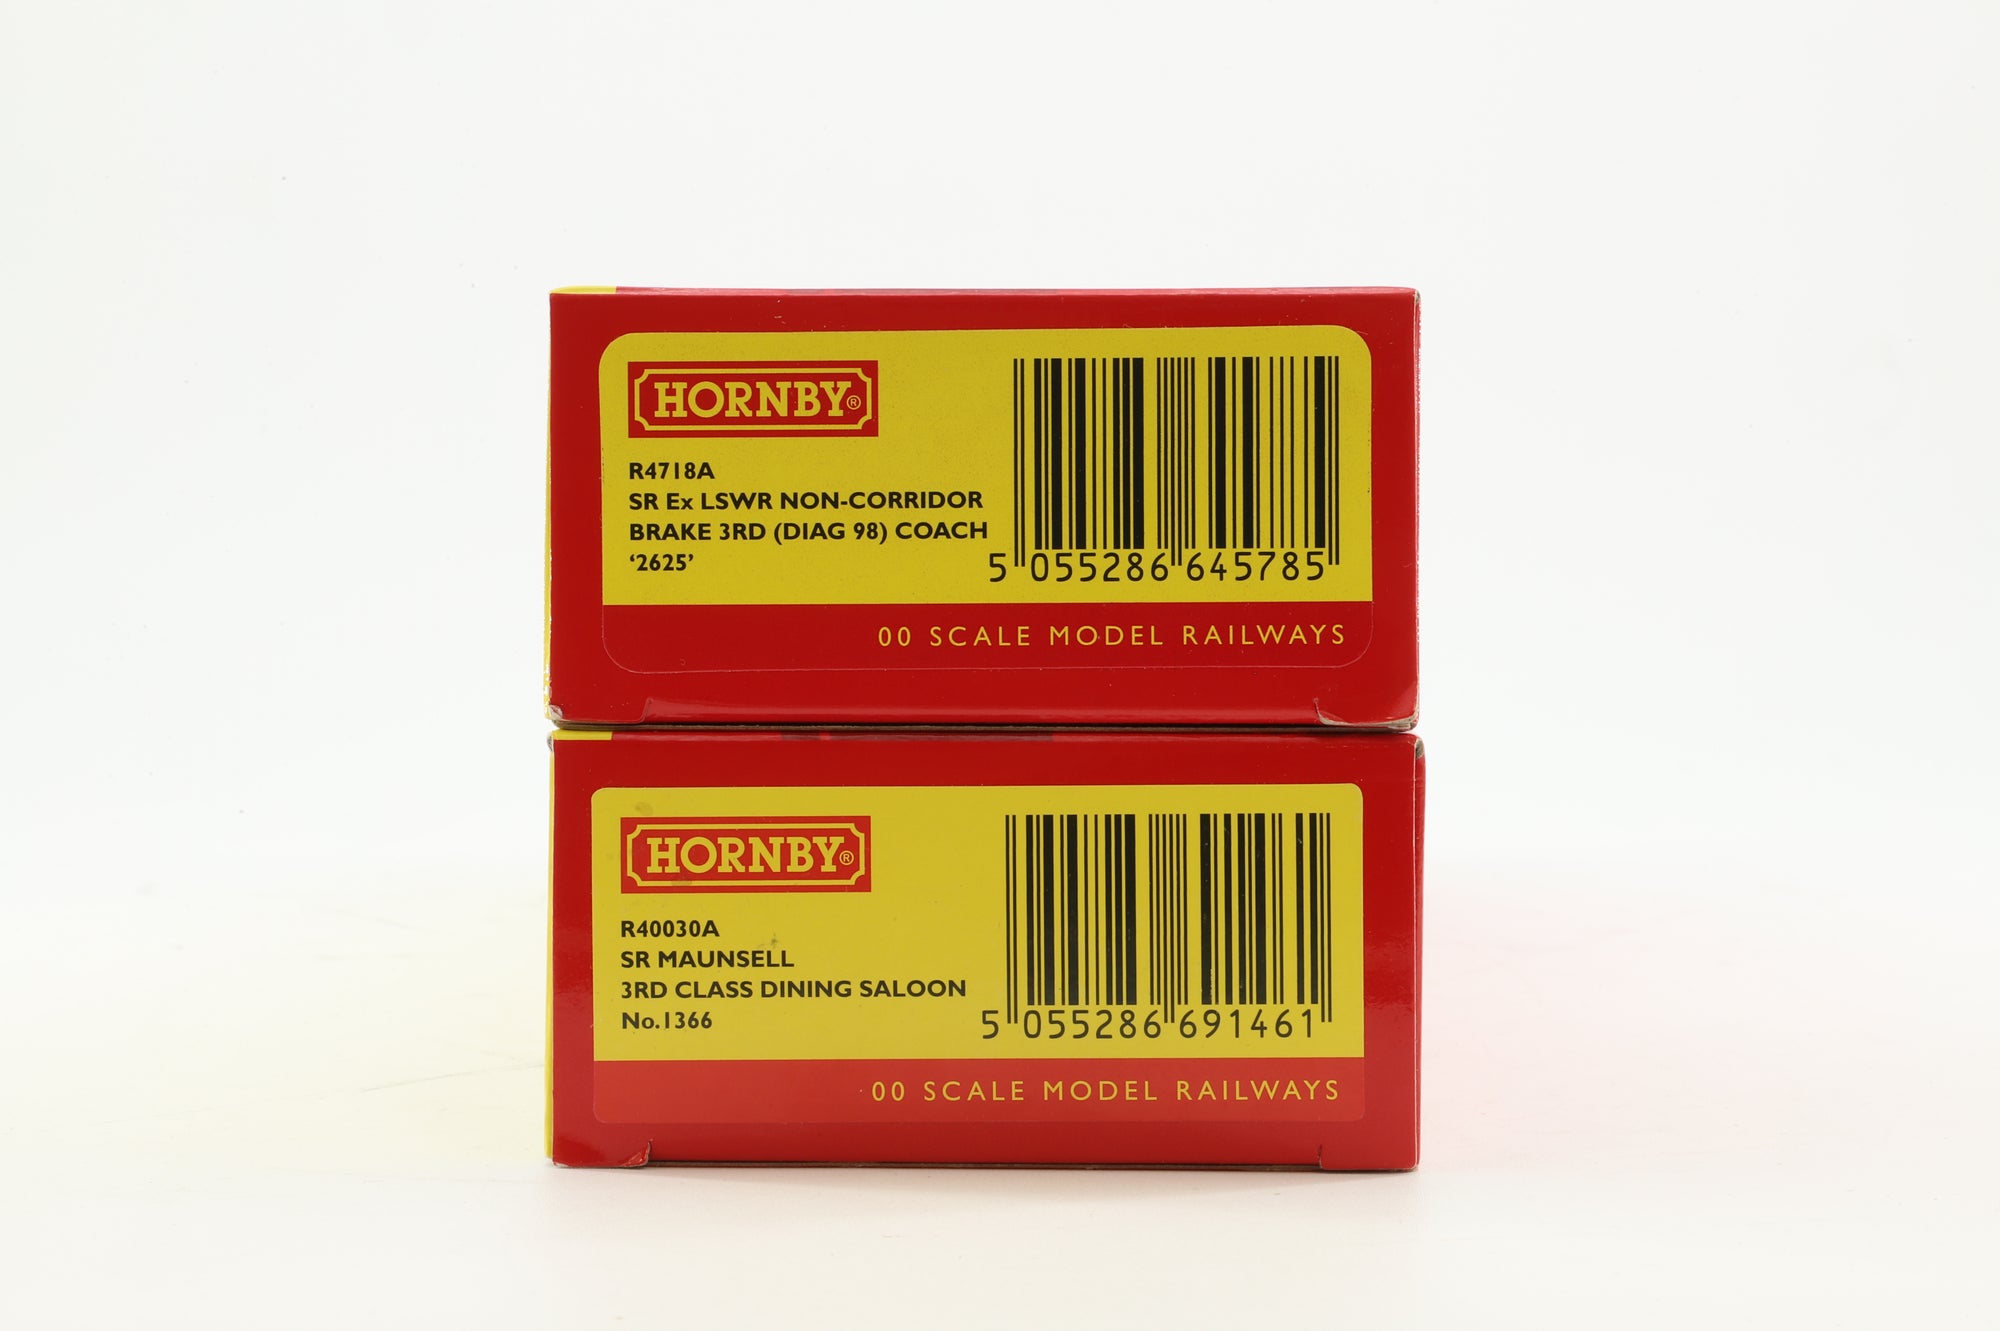 HORNBY®
R4718A
SR Ex LSWR NON-CORRIDOR
BRAKE 3RD (DIAG 98) COACH
‘2625’
5 055286 645785
00 SCALE MODEL RAILWAYS
HORNBY®
R40030A
SR MAUNSELL
3RD CLASS DINING SALOON
No.1366
5 055286 691461
00 SCALE MODEL RAILWAYS